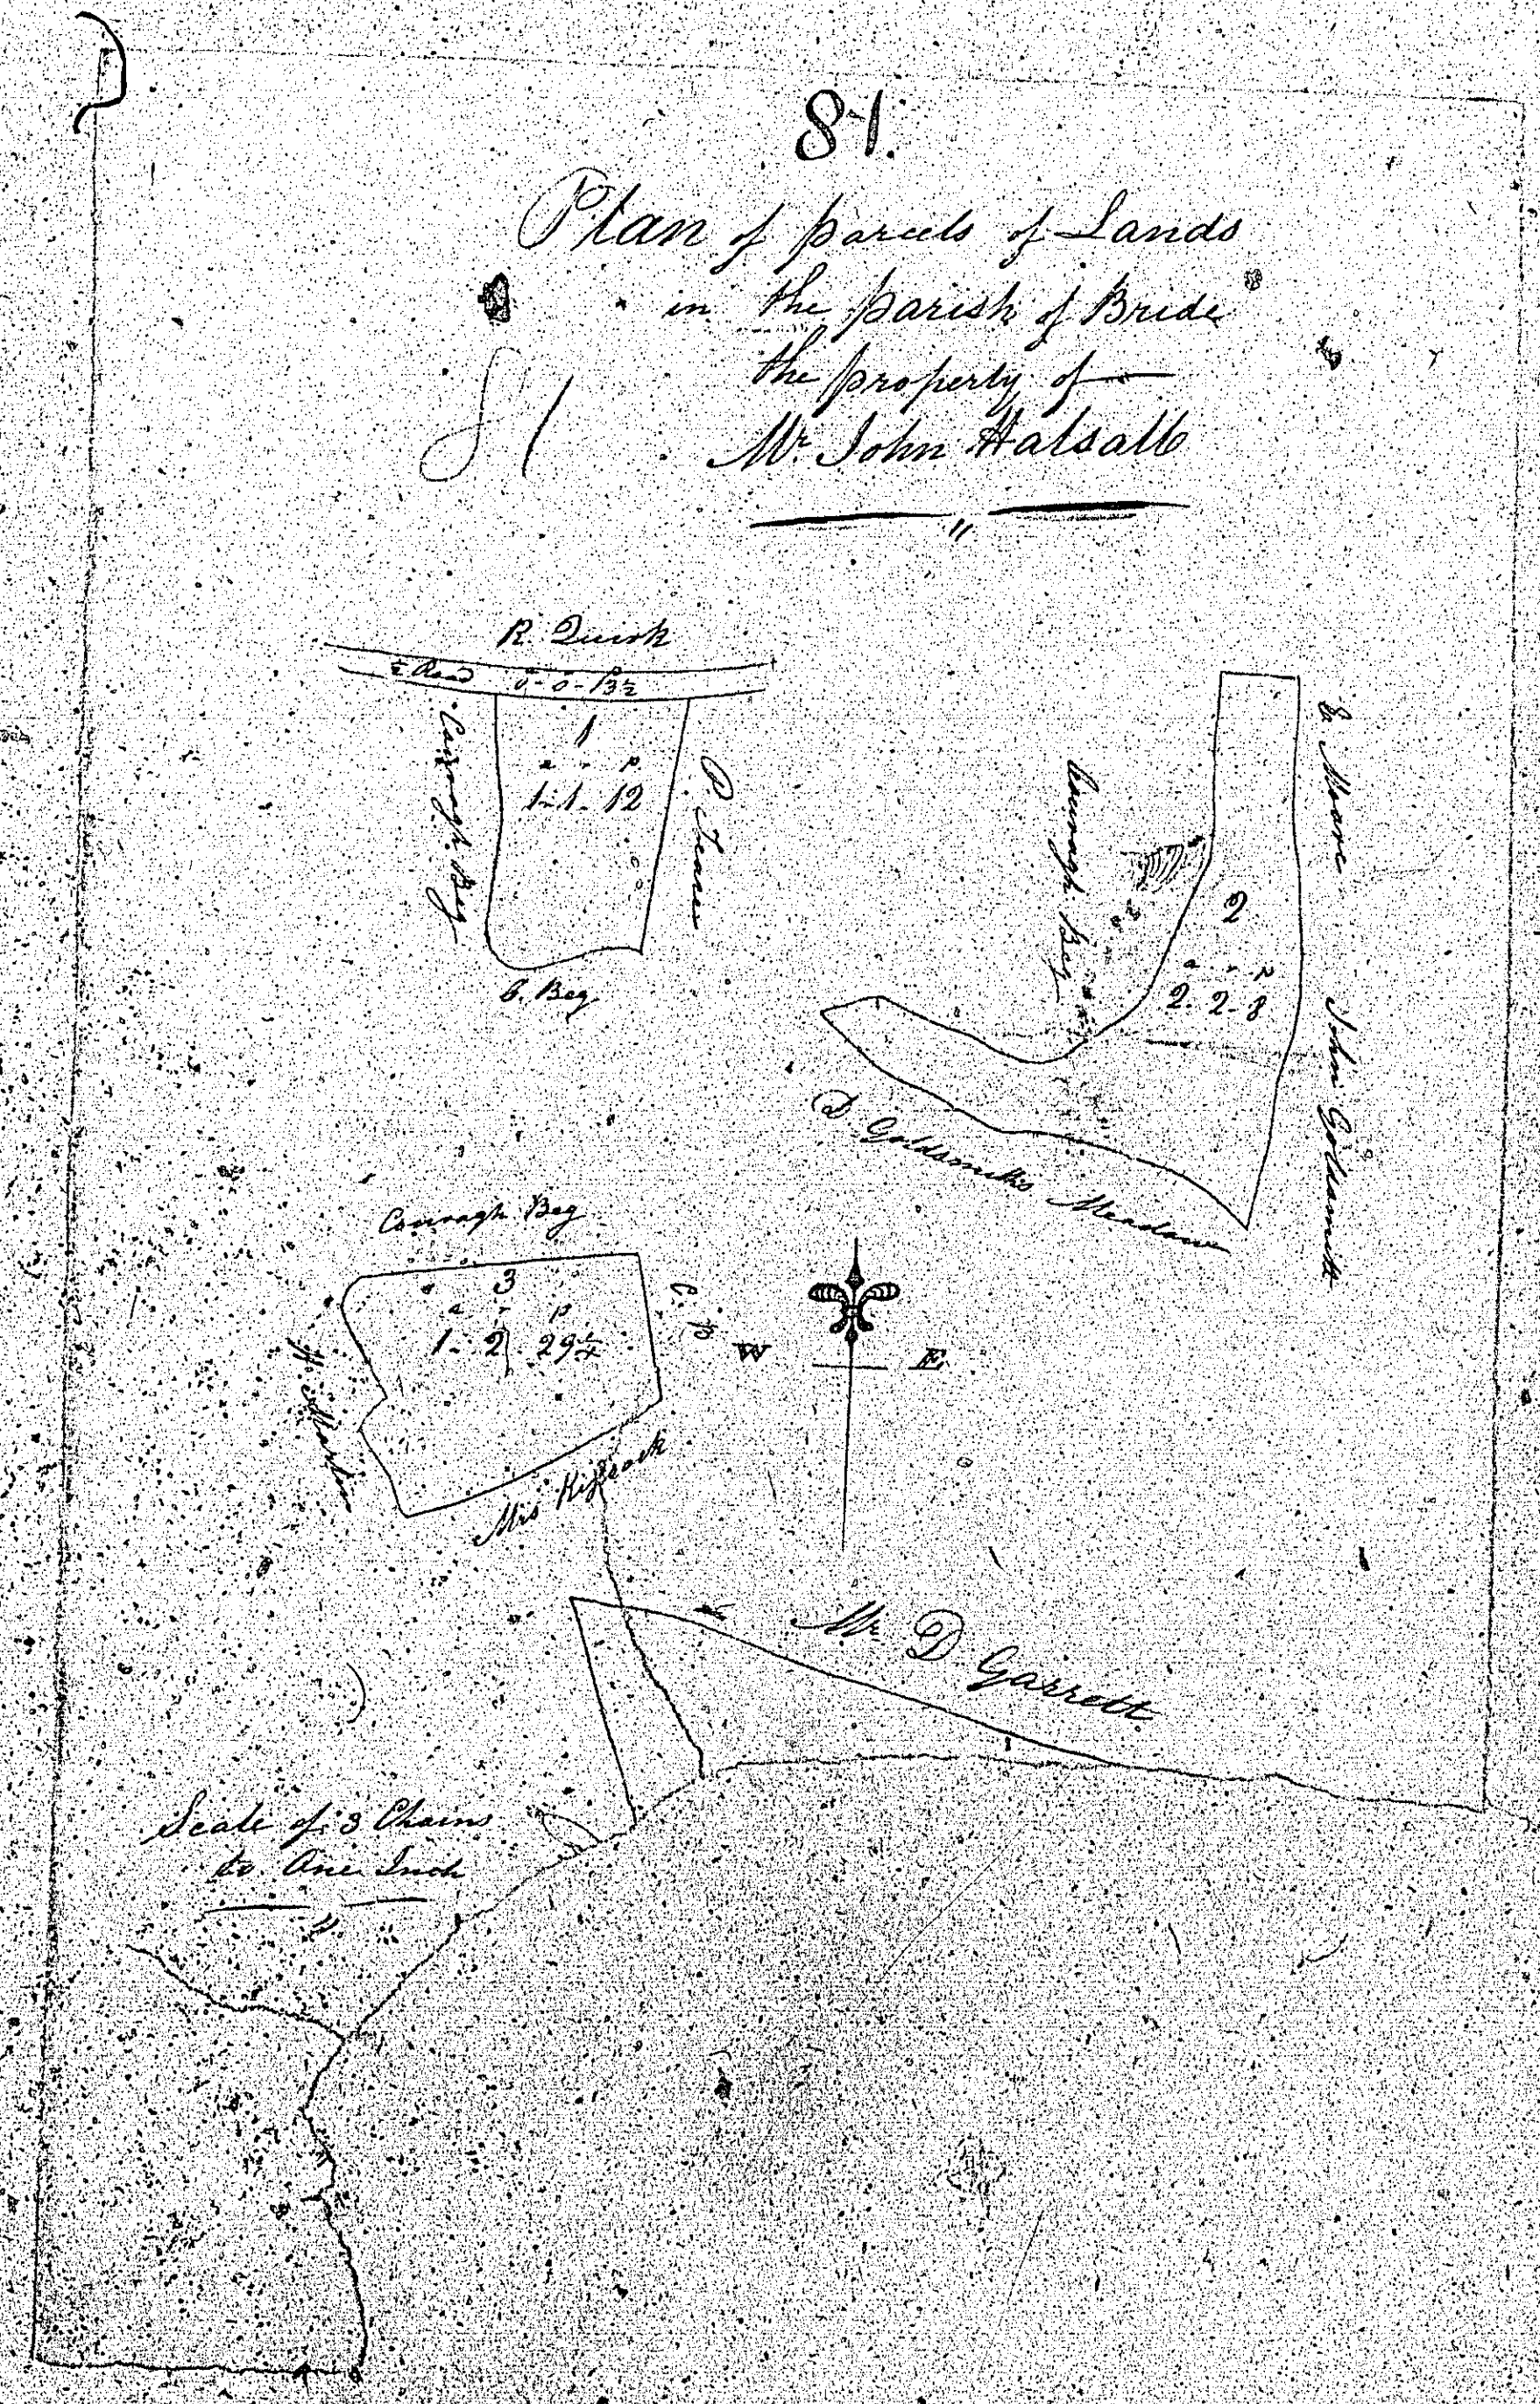 81.
Plan of parcels of Lands
in the parish of Bride
the property of
Mr. John Halsall
81
R. Quirk
½ Road 0-0-13½
1
a r p
1-1-12
Curragh Beg
C. Beg
E. Moore
Curragh Beg
2
a r p
2. 2-8
John Goldsmith
D. Goldsmith's Meadow
Curragh Beg
3
a r p
1-2-29¼
C. B
W E
Mrs Kissack
Mr. D. Garrett.
Scale of 3 Chains
to One Inch